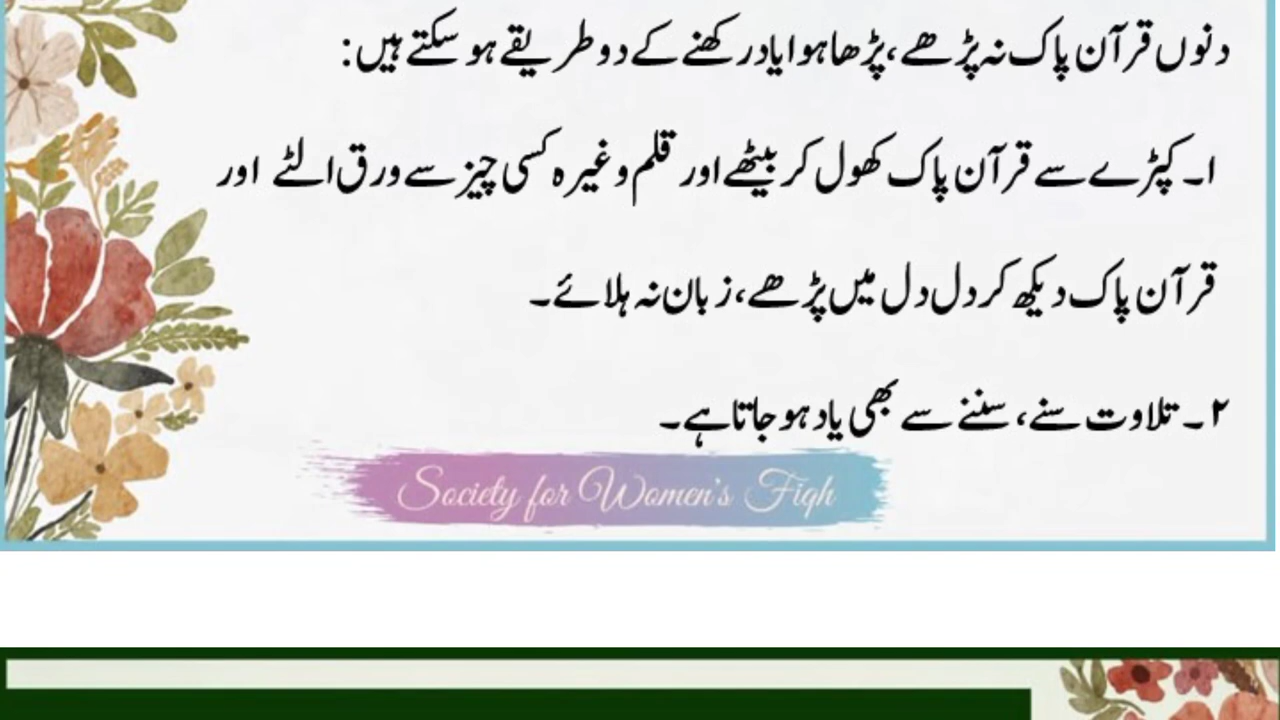 دنوں قرآن پاک نہ پڑھے، پڑھا ہوا یاد رکھنے کے دو طریقے ہو سکتے ہیں:
۱۔ کپڑے سے قرآن پاک کھول کر بیٹھے اور قلم وغیرہ کسی چیز سے ورق الٹے اور
قرآن پاک دیکھ کر دل دل میں پڑھے، زبان نہ ہلائے۔
۲۔ تلاوت سنے، سننے سے بھی یاد ہو جاتا ہے۔
Society for Women's Fiqh